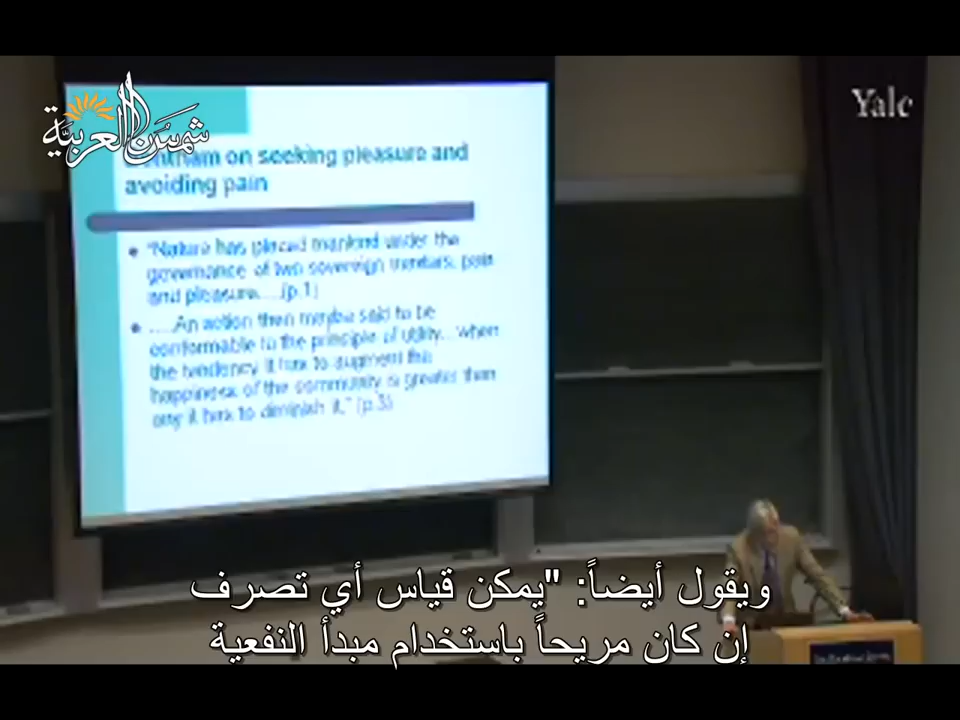 شمس العربية
Yale
Bentham on seeking pleasure and
avoiding pain
"Nature has placed mankind under the
governance of two sovereign masters, pain
and pleasure....(p.1)
....An action then maybe said to be
conformable to the principle of utility.. when
the tendency it has to augment the
happiness of the community is greater than
any it has to diminish it," (p.3)
ويقول أيضاً: "يمكن قياس أي تصرف
إن كان مريحاً باستخدام مبدأ النفعية